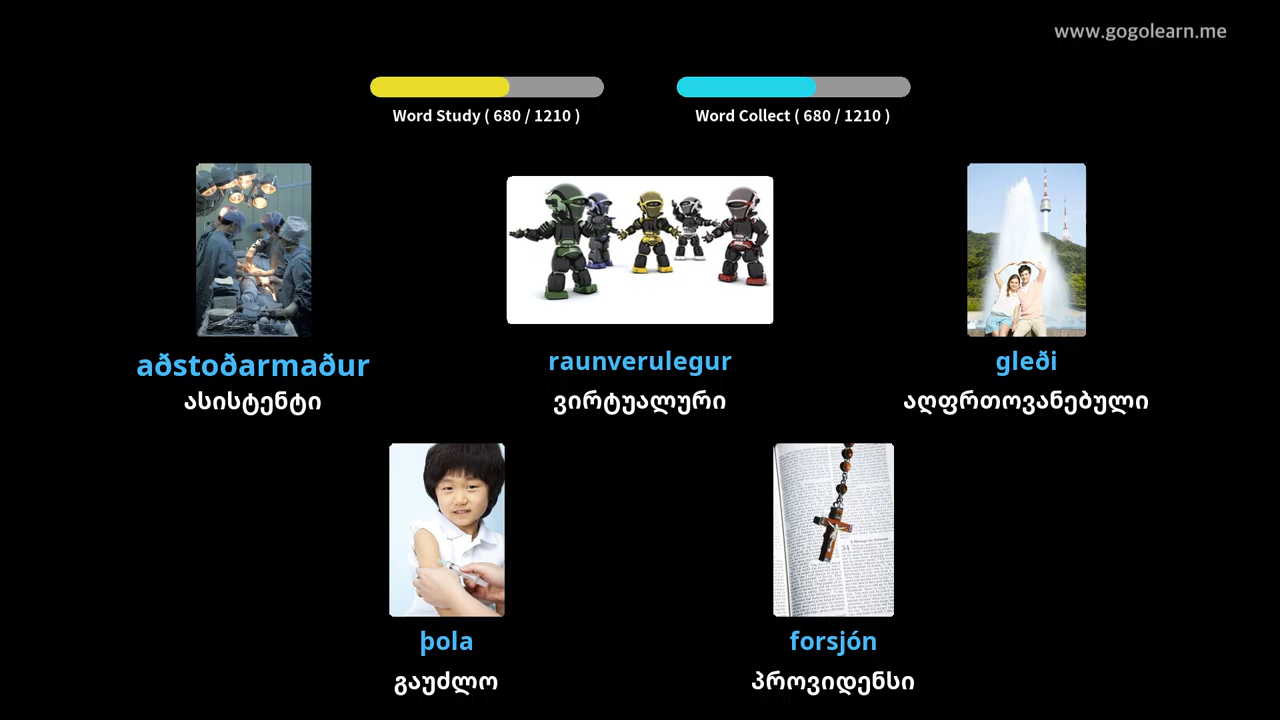 www.gogolearn.me
Word Study ( 680 / 1210 )
Word Collect ( 680 / 1210 )
aðstoðarmaður
ასისტენტი
raunverulegur
ვირტუალური
gleði
აღფრთოვანებული
þola
გაუძლო
forsjón
პროვიდენსი